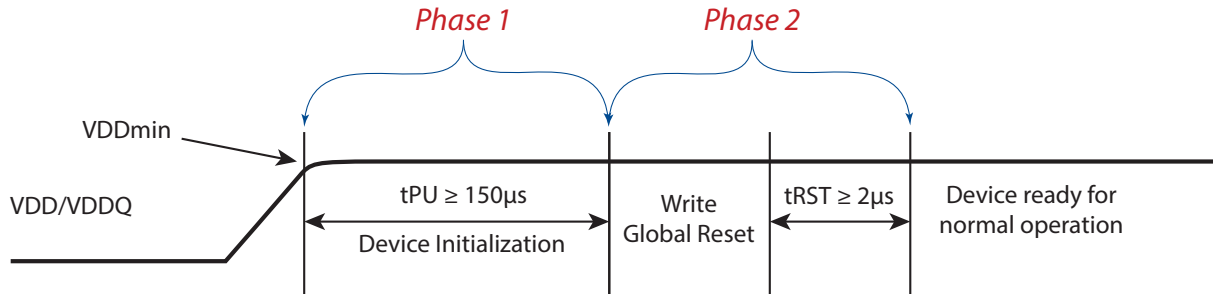 Phase 1
Phase 2
VDDmin
VDD/VDDQ
tPU ≥ 150μs
Device Initialization
Write
Global Reset
tRST ≥ 2μs
Device ready for
normal operation